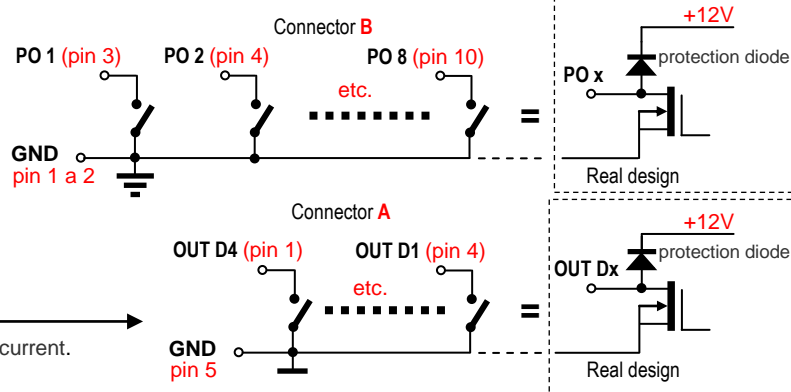 Connector B
+12V
PO 1 (pin 3)
PO 2 (pin 4)
PO 8 (pin 10)
protection diode
PO x
etc.
=
GND
pin 1 a 2
Real design
Connector A
+12V
OUT D4 (pin 1)
OUT D1 (pin 4)
protection diode
OUT Dx
etc.
=
current.
GND
pin 5
Real design